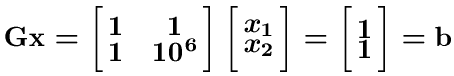 Gx = [1 1; 1 10^6] [x_1; x_2] = [1; 1] = b